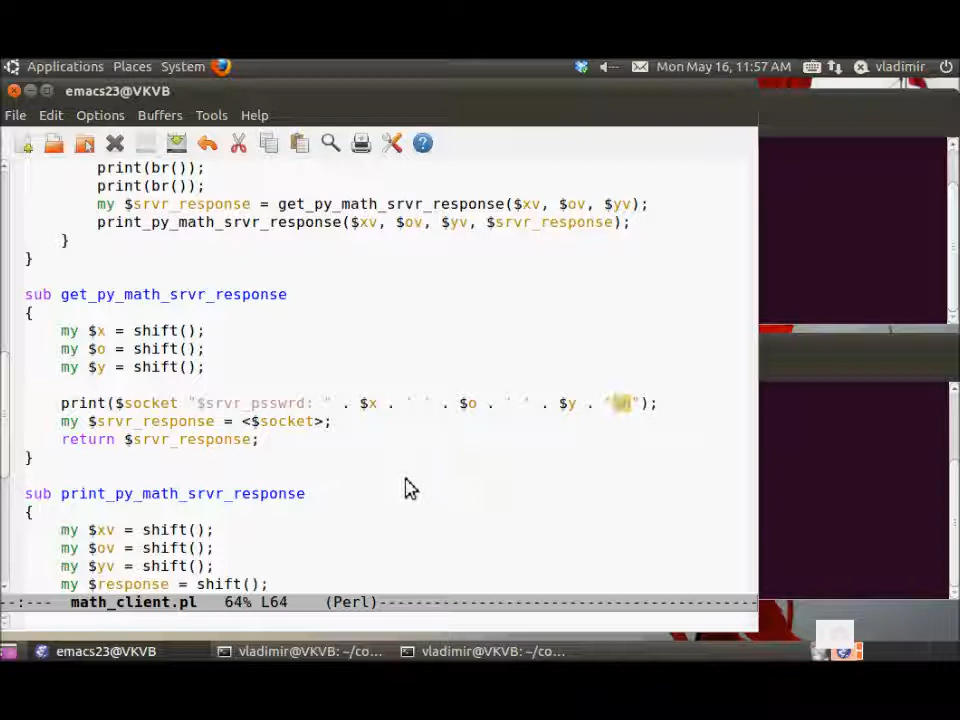 Applications Places System Mon May 16, 11:57 AM vladimir
emacs23@VKVB
File Edit Options Buffers Tools Help
print(br());
print(br());
my $srvr_response = get_py_math_srvr_response($xv, $ov, $yv);
print_py_math_srvr_response($xv, $ov, $yv, $srvr_response);
}
}
sub get_py_math_srvr_response
{
my $x = shift();
my $o = shift();
my $y = shift();
print($socket "$srvr_psswrd: " . $x . ' ' . $o . ' ' . $y . "\n");
my $srvr_response = <$socket>;
return $srvr_response;
}
sub print_py_math_srvr_response
{
my $xv = shift();
my $ov = shift();
my $yv = shift();
my $response = shift();
--:--- math_client.pl 64% L64 (Perl)
emacs23@VKVB vladimir@VKVB: ~/co... vladimir@VKVB: ~/co...